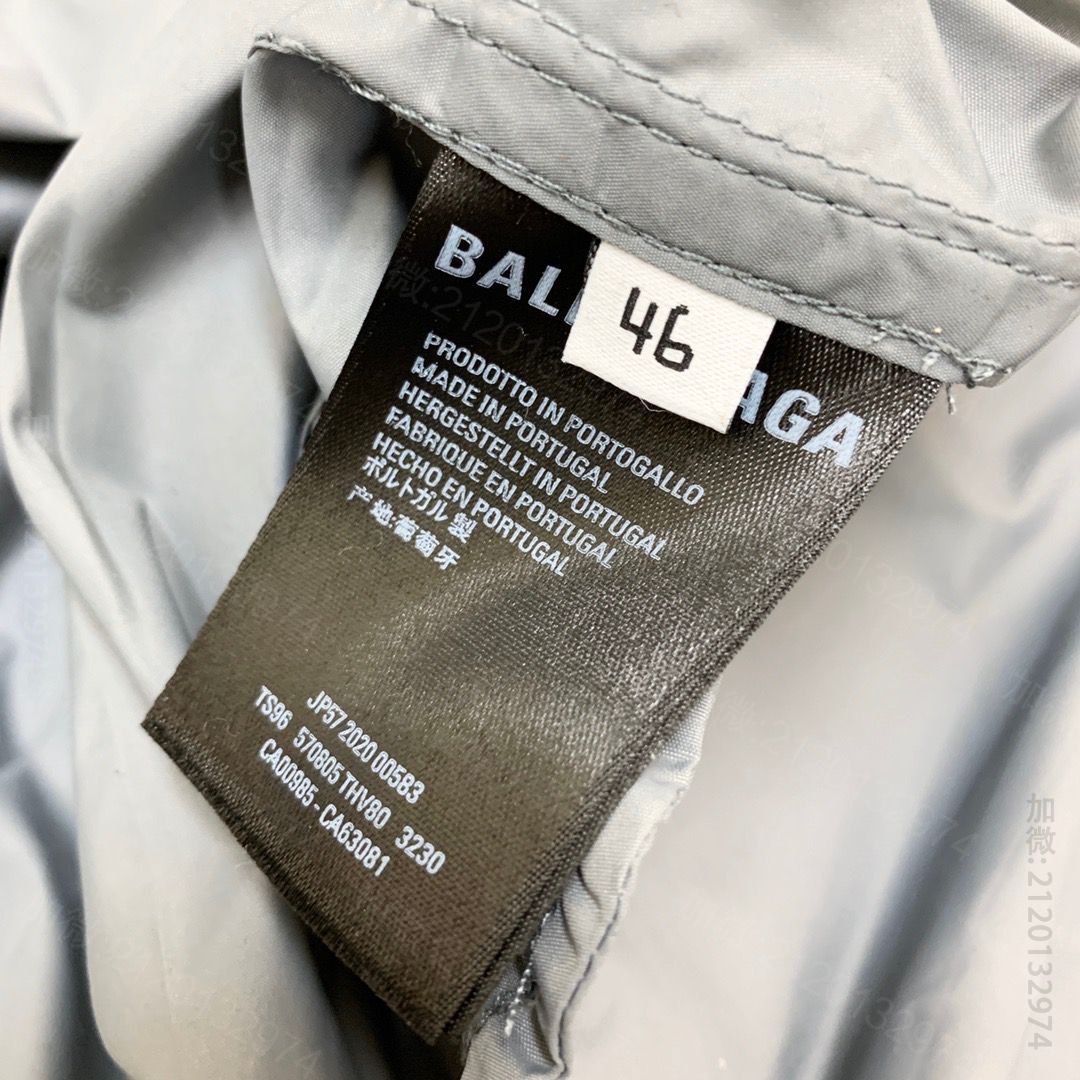 BAL AGA
46
PRODOTTO IN PORTOGALLO
MADE IN PORTUGAL
HERGESTELLT IN PORTUGAL
FABRIQUE EN PORTUGAL
HECHO EN PORTUGAL
ポルトガル製
产地:葡萄牙
JP57 2020 00583
TS96 570805 THV80 3230
CA00985 - CA63081
加微:2120132974